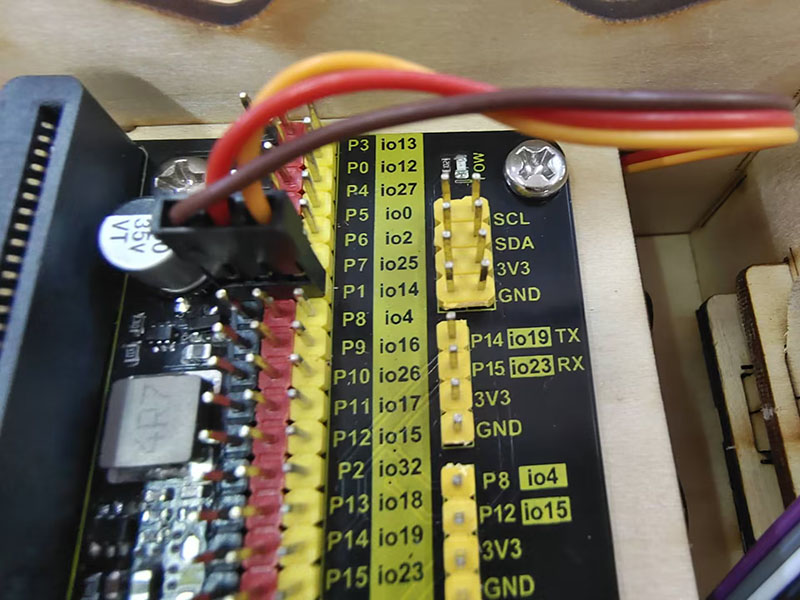 P3 io13
P0 io12
P4 io27
P5 io0
P6 io2
P7 io25
P1 io14
P8 io4
P9 io16
P10 io26
P11 io17
P12 io15
P2 io32
P13 io18
P14 io19
P15 io23
SCL
SDA
3V3
GND
P14 io19 TX
P15 io23 RX
3V3
GND
P8 io4
P12 io15
3V3
GND
35V
VT
4R7